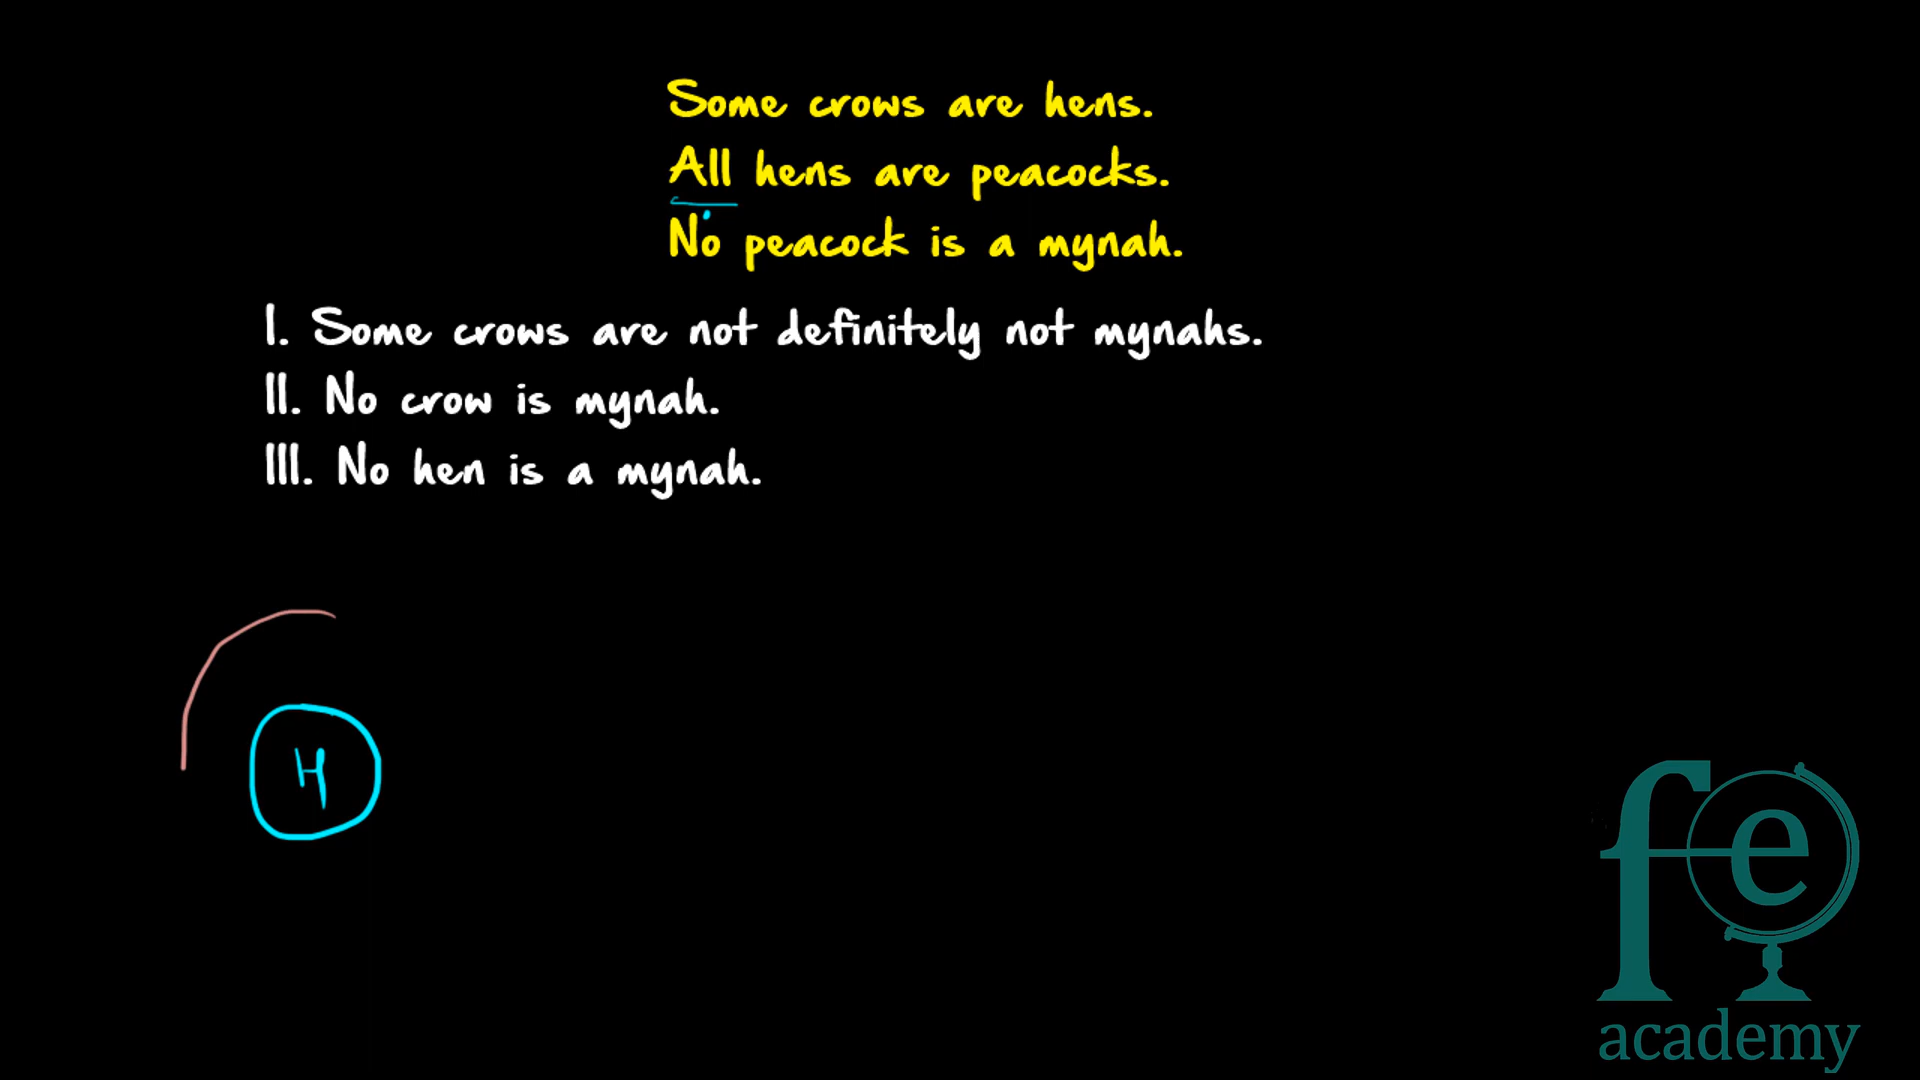 Some crows are hens.
All hens are peacocks.
No peacock is a mynah.
I. Some crows are not definitely not mynahs.
II. No crow is mynah.
III. No hen is a mynah.
H
fe
academy